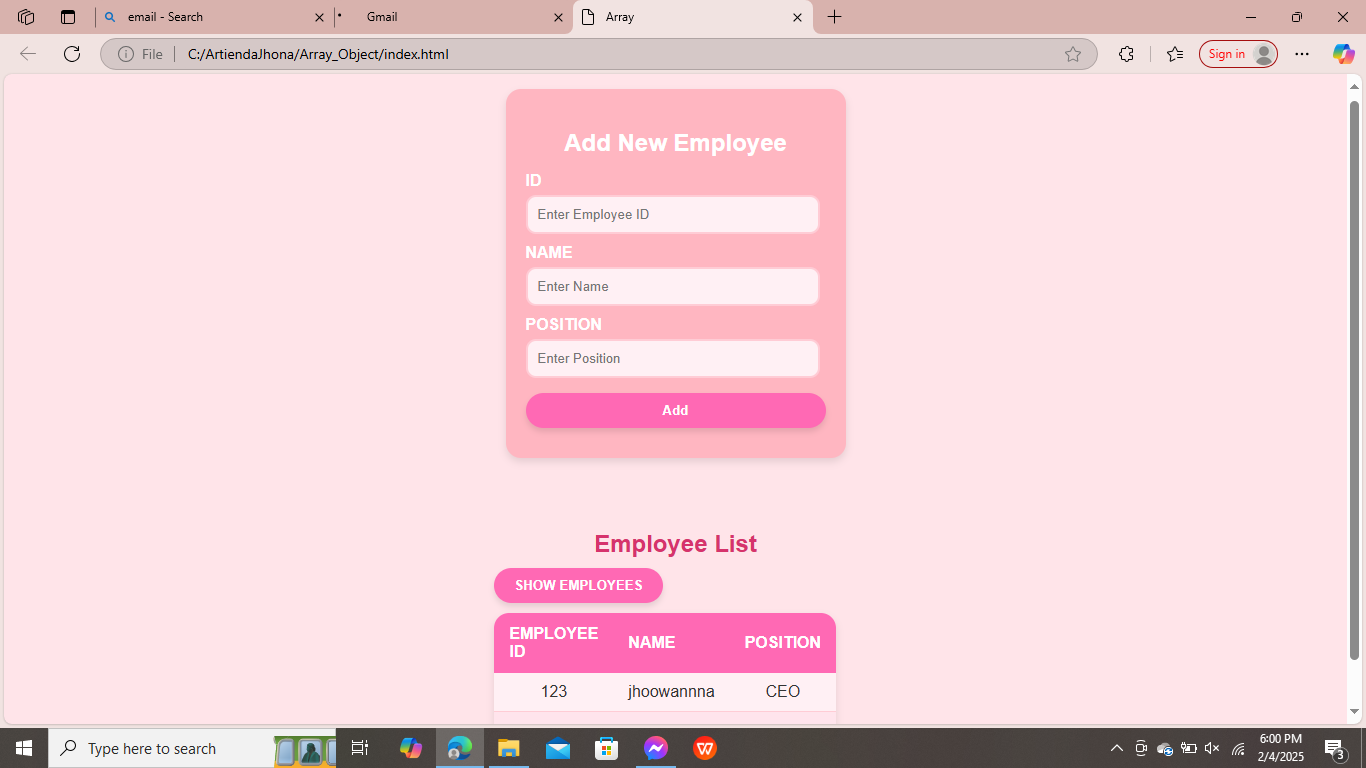 email - Search
Gmail
Array
File
C:/ArtiendaJhona/Array_Object/index.html
Sign in
Add New Employee
ID
Enter Employee ID
NAME
Enter Name
POSITION
Enter Position
Add
Employee List
SHOW EMPLOYEES
EMPLOYEE ID NAME POSITION
123 jhoowannna CEO
Type here to search
6:00 PM
2/4/2025
3